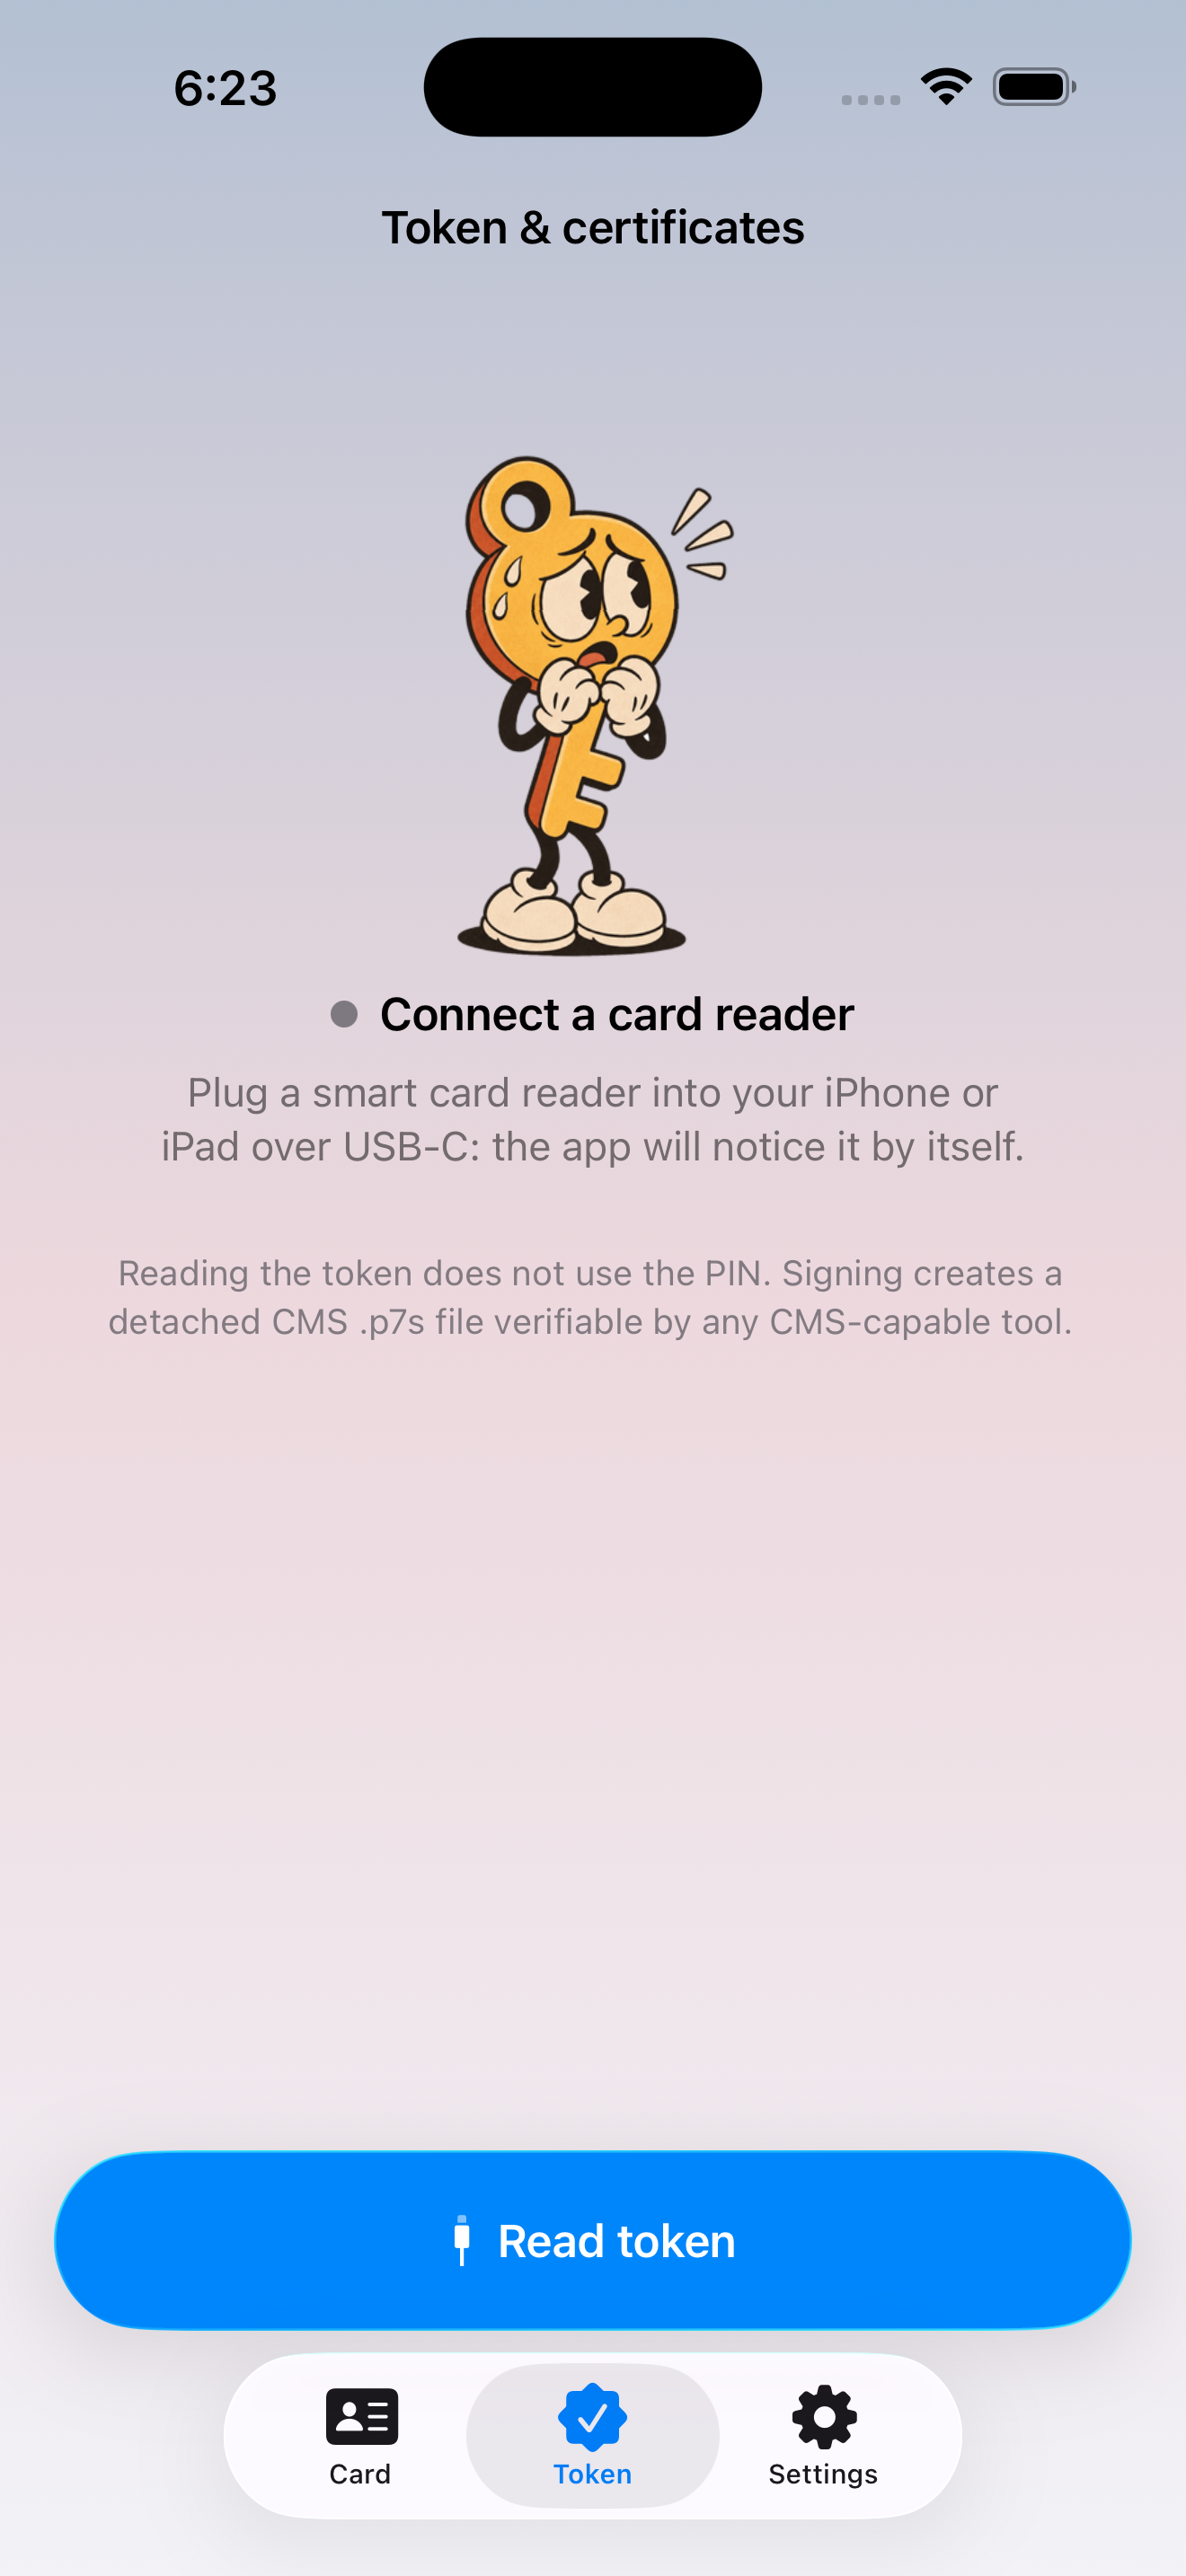 6:23
Token & certificates
Connect a card reader
Plug a smart card reader into your iPhone or
iPad over USB-C: the app will notice it by itself.
Reading the token does not use the PIN. Signing creates a
detached CMS .p7s file verifiable by any CMS-capable tool.
Read token
Card
Token
Settings